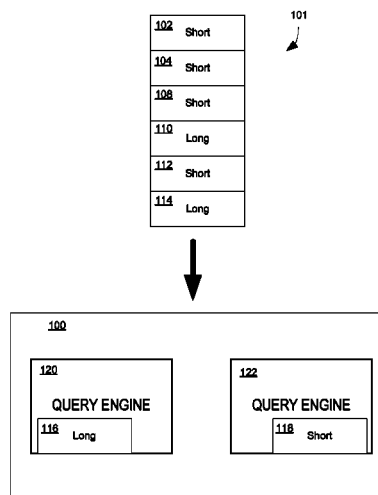 101
102 Short
104 Short
108 Short
110 Long
112 Short
114 Long
100
120
QUERY ENGINE
116 Long
122
QUERY ENGINE
118 Short